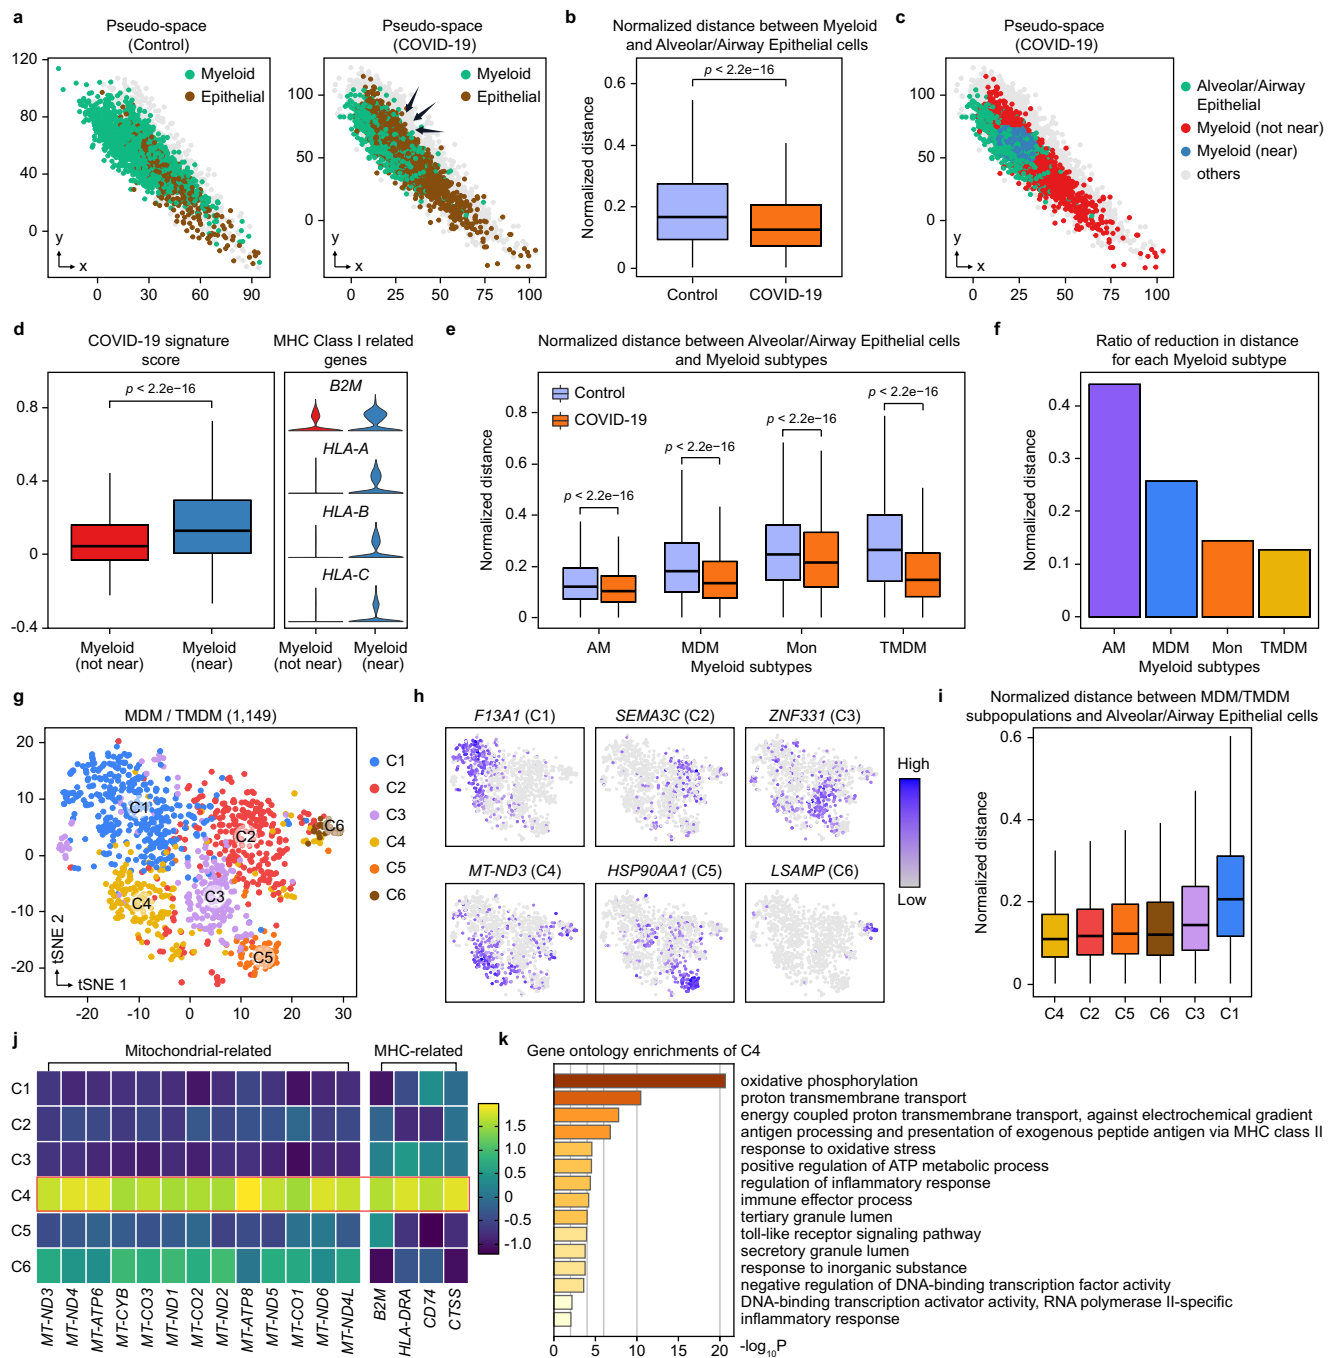 a
Pseudo-space
(Control)
Myeloid
Epithelial
120
80
40
0
y
x
0
30
60
90
Pseudo-space
(COVID-19)
Myeloid
Epithelial
100
50
0
y
x
0
25
50
75
100
b
Normalized distance between Myeloid
and Alveolar/Airway Epithelial cells
p < 2.2e−16
Normalized distance
0.6
0.4
0.2
0
Control
COVID-19
c
Pseudo-space
(COVID-19)
100
50
0
y
x
0
25
50
75
100
Alveolar/Airway
Epithelial
Myeloid (not near)
Myeloid (near)
others
d
COVID-19 signature
score
p < 2.2e−16
0.8
0.4
0
-0.4
Myeloid
(not near)
Myeloid
(near)
MHC Class I related
genes
B2M
HLA-A
HLA-B
HLA-C
Myeloid
(not near)
Myeloid
(near)
e
Normalized distance between Alveolar/Airway Epithelial cells
and Myeloid subtypes
Control
COVID-19
p < 2.2e−16
p < 2.2e−16
p < 2.2e−16
p < 2.2e−16
Normalized distance
0.8
0.6
0.4
0.2
0
AM
MDM
Mon
TMDM
Myeloid subtypes
f
Ratio of reduction in distance
for each Myeloid subtype
0.4
0.3
0.2
0.1
0
AM
MDM
Mon
TMDM
Myeloid subtypes
g
MDM / TMDM (1,149)
20
10
0
-10
-20
tSNE 2
tSNE 1
-20
-10
0
10
20
30
C1
C2
C3
C4
C5
C6
C1
C2
C3
C4
C5
C6
h
F13A1 (C1)
SEMA3C (C2)
ZNF331 (C3)
MT-ND3 (C4)
HSP90AA1 (C5)
LSAMP (C6)
High
Low
i
Normalized distance between MDM/TMDM
subpopulations and Alveolar/Airway Epithelial cells
Normalized distance
0.6
0.4
0.2
0
C4
C2
C5
C6
C3
C1
j
Mitochondrial-related
MHC-related
C1
C2
C3
C4
C5
C6
1.5
1.0
0.5
0
-0.5
-1.0
MT-ND3
MT-ND4
MT-ATP6
MT-CYB
MT-CO3
MT-ND1
MT-CO2
MT-ND2
MT-ATP8
MT-ND5
MT-CO1
MT-ND6
MT-ND4L
B2M
HLA-DRA
CD74
CTSS
k
Gene ontology enrichments of C4
oxidative phosphorylation
proton transmembrane transport
energy coupled proton transmembrane transport, against electrochemical gradient
antigen processing and presentation of exogenous peptide antigen via MHC class II
response to oxidative stress
positive regulation of ATP metabolic process
regulation of inflammatory response
immune effector process
tertiary granule lumen
toll-like receptor signaling pathway
secretory granule lumen
response to inorganic substance
negative regulation of DNA-binding transcription factor activity
DNA-binding transcription activator activity, RNA polymerase II-specific
inflammatory response
0
5
10
15
20
-log10P